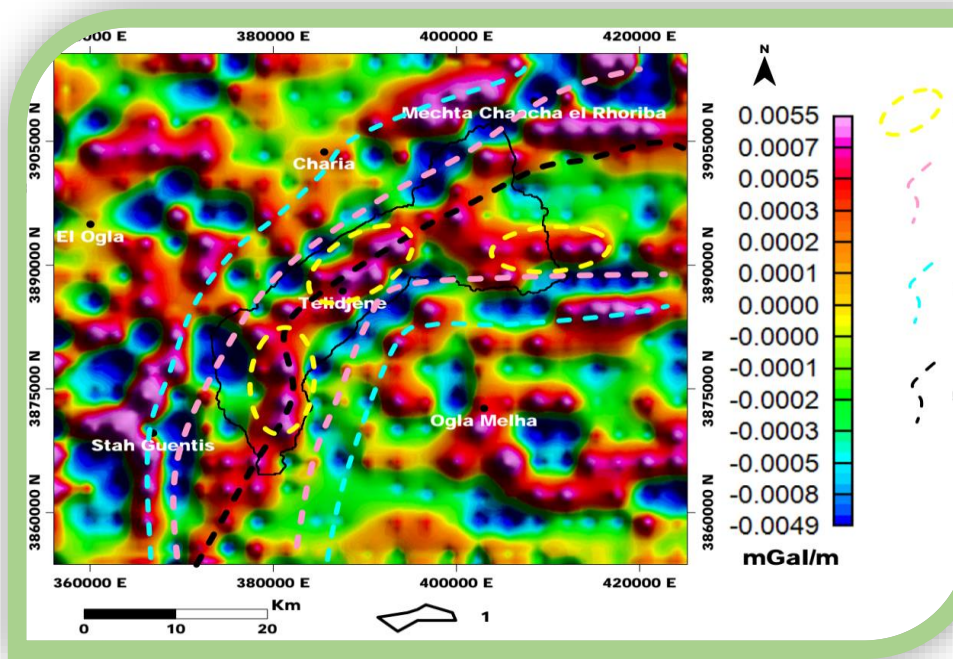 0000 E 380000 E 400000 E 420000 E
N
Mechta Chaocha el Rhoriba
Charia
El Ogla
Telidjene
Ogla Melha
Stah Guentis
3905000 N
3890000 N
3875000 N
3860000 N
3905000 N
3890000 N
3875000 N
3860000 N
360000 E 380000 E 400000 E 420000 E
0.0055
0.0007
0.0005
0.0003
0.0002
0.0001
0.0000
-0.0000
-0.0001
-0.0002
-0.0003
-0.0005
-0.0008
-0.0049
mGal/m
Km
0 10 20
1